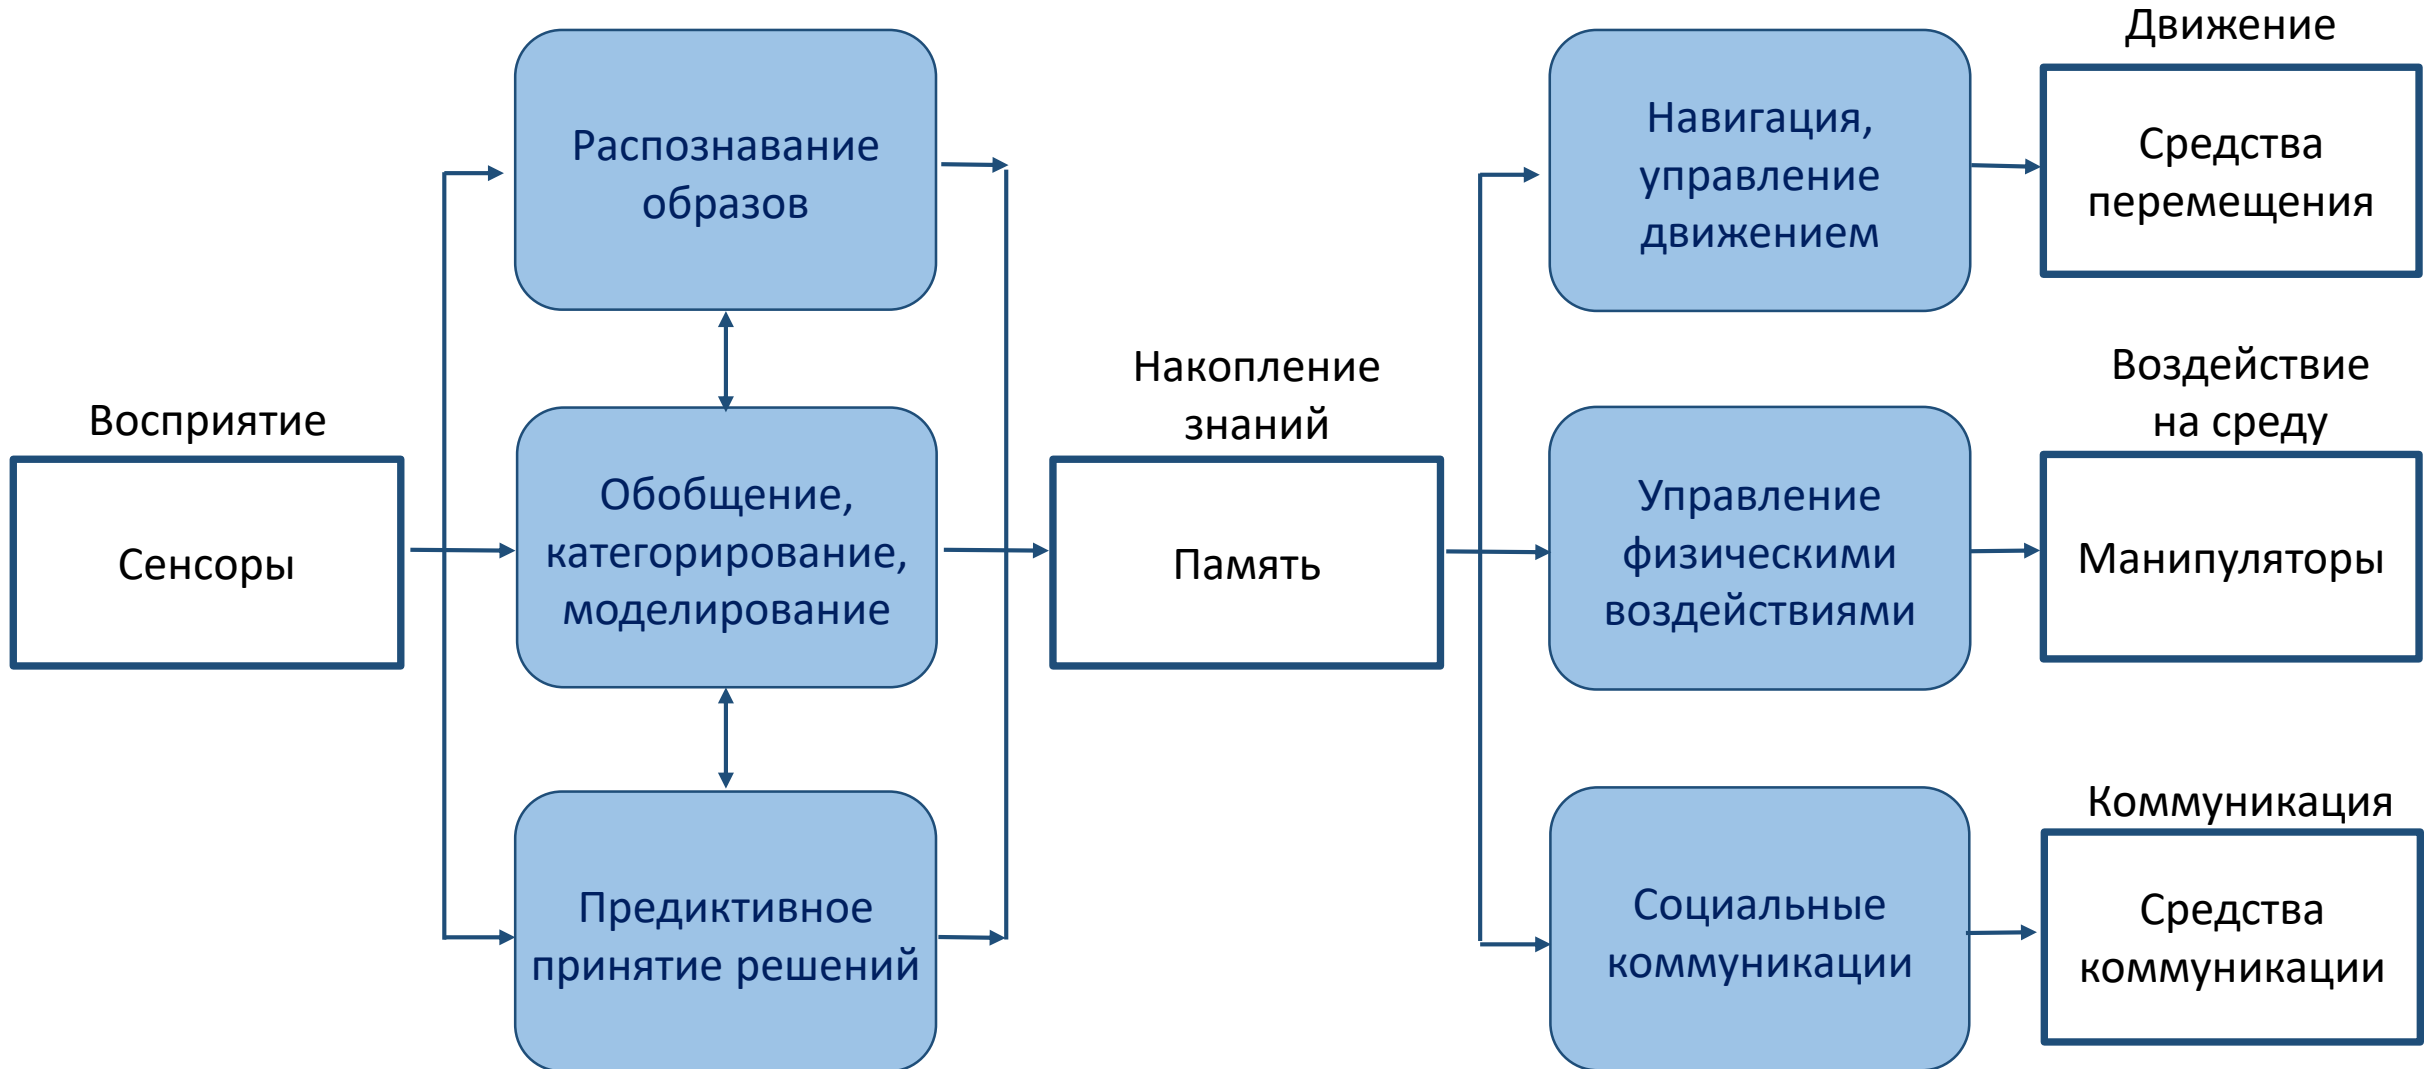 Восприятие
Сенсоры
Распознавание
образов
Обобщение,
категорирование,
моделирование
Предиктивное
принятие решений
Накопление
знаний
Память
Навигация,
управление
движением
Управление
физическими
воздействиями
Социальные
коммуникации
Движение
Средства
перемещения
Воздействие
на среду
Манипуляторы
Коммуникация
Средства
коммуникации